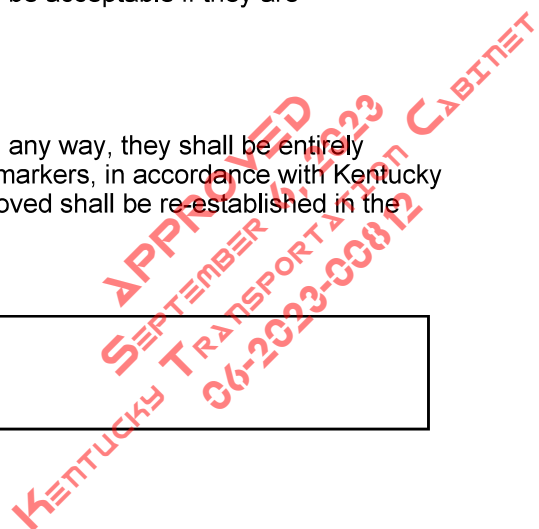 be acceptable if they are
any way, they shall be entirely
markers, in accordance with Kentucky
oved shall be re-established in the
APPROVED
SEPTEMBER 6, 2023
KENTUCKY TRANSPORTATION CABINET
06-2023-00812